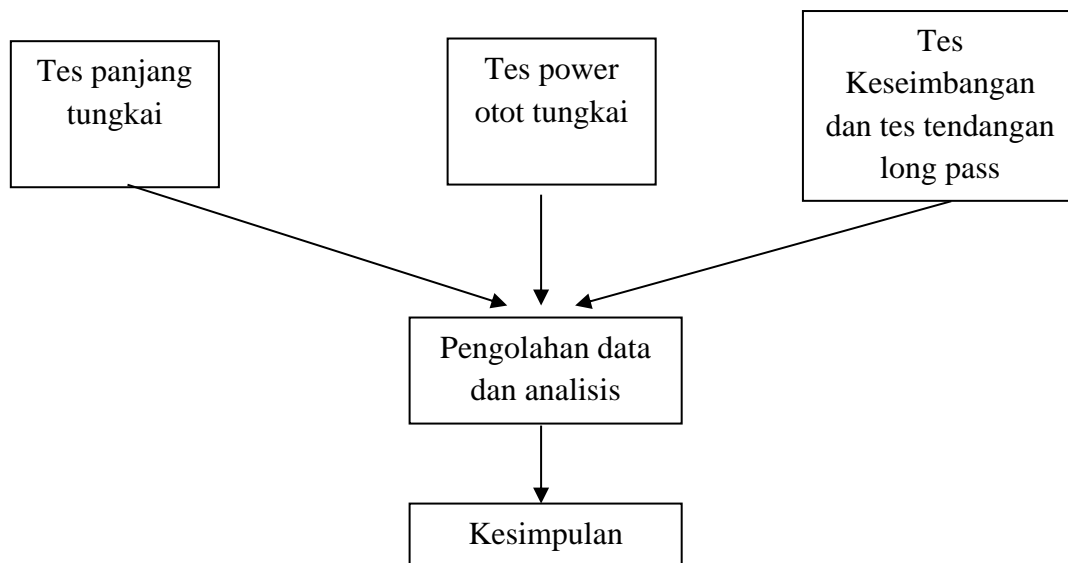 Tes panjang
tungkai
Tes power
otot tungkai
Tes
Keseimbangan
dan tes tendangan
long pass
Pengolahan data
dan analisis
Kesimpulan